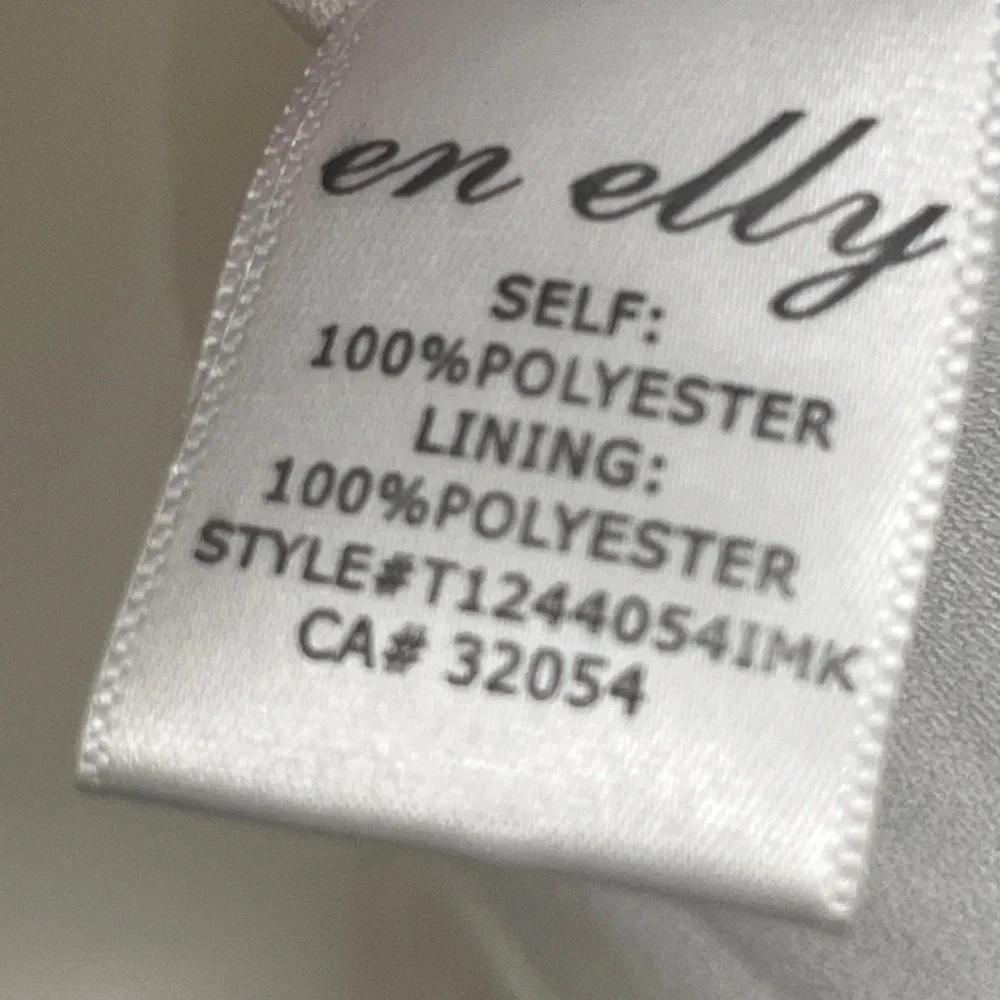 en elly
SELF:
100%POLYESTER
LINING:
100%POLYESTER
STYLE#T1244054IMK
CA# 32054